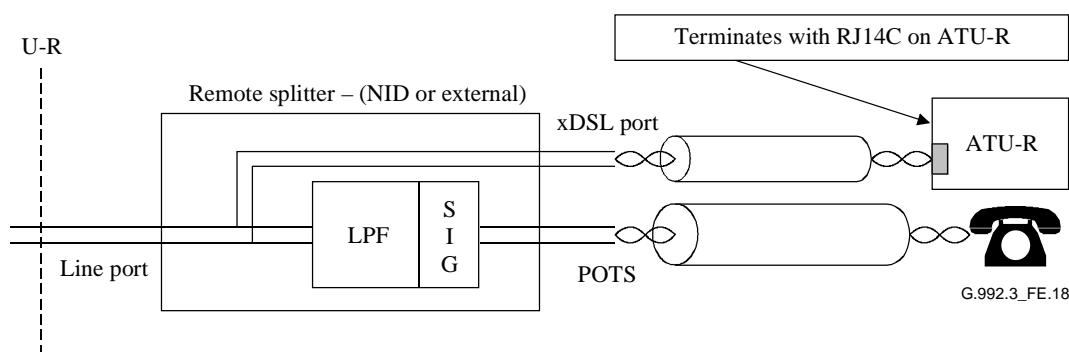 U-R
Terminates with RJ14C on ATU-R
Remote splitter – (NID or external)
xDSL port
ATU-R
LPF
S
I
G
Line port
POTS
G.992.3_FE.18